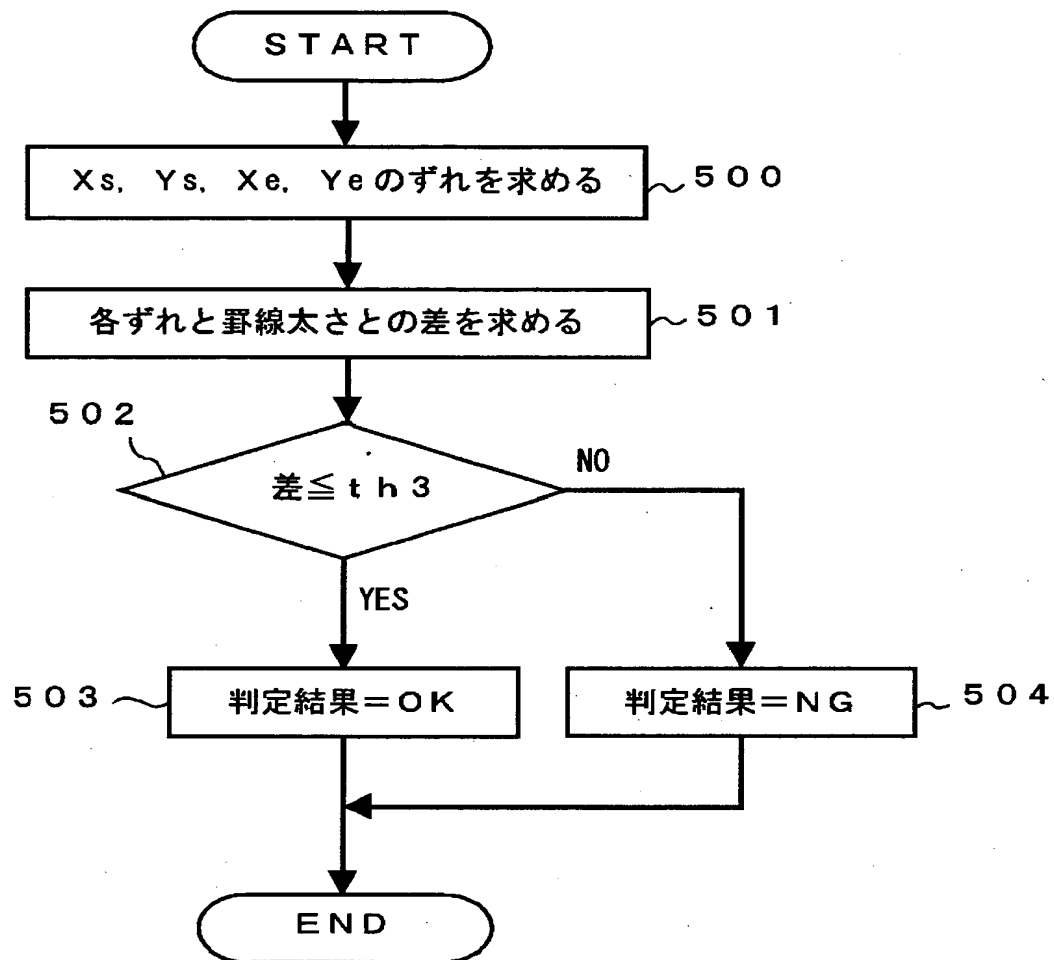 START
Xs, Ys, Xe, Yeのずれを求める
500
各ずれと罫線太さとの差を求める
501
502
差≦th3
NO
YES
503
判定結果=OK
判定結果=NG
504
END